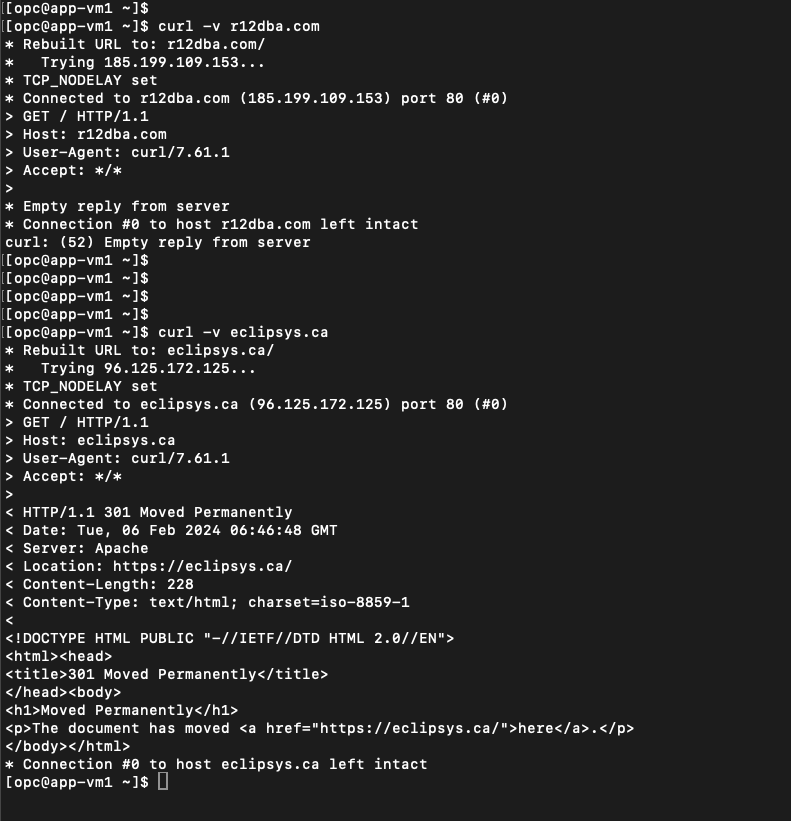 [opc@app-vm1 ~]$
[opc@app-vm1 ~]$ curl -v r12dba.com
* Rebuilt URL to: r12dba.com/
*   Trying 185.199.109.153...
* TCP_NODELAY set
* Connected to r12dba.com (185.199.109.153) port 80 (#0)
> GET / HTTP/1.1
> Host: r12dba.com
> User-Agent: curl/7.61.1
> Accept: */*
>
* Empty reply from server
* Connection #0 to host r12dba.com left intact
curl: (52) Empty reply from server
[opc@app-vm1 ~]$
[opc@app-vm1 ~]$
[opc@app-vm1 ~]$
[opc@app-vm1 ~]$
[opc@app-vm1 ~]$ curl -v eclipsys.ca
* Rebuilt URL to: eclipsys.ca/
*   Trying 96.125.172.125...
* TCP_NODELAY set
* Connected to eclipsys.ca (96.125.172.125) port 80 (#0)
> GET / HTTP/1.1
> Host: eclipsys.ca
> User-Agent: curl/7.61.1
> Accept: */*
>
< HTTP/1.1 301 Moved Permanently
< Date: Tue, 06 Feb 2024 06:46:48 GMT
< Server: Apache
< Location: https://eclipsys.ca/
< Content-Length: 228
< Content-Type: text/html; charset=iso-8859-1
<
<!DOCTYPE HTML PUBLIC "-//IETF//DTD HTML 2.0//EN">
<html><head>
<title>301 Moved Permanently</title>
</head><body>
<h1>Moved Permanently</h1>
<p>The document has moved <a href="https://eclipsys.ca/">here</a>.</p>
</body></html>
* Connection #0 to host eclipsys.ca left intact
[opc@app-vm1 ~]$